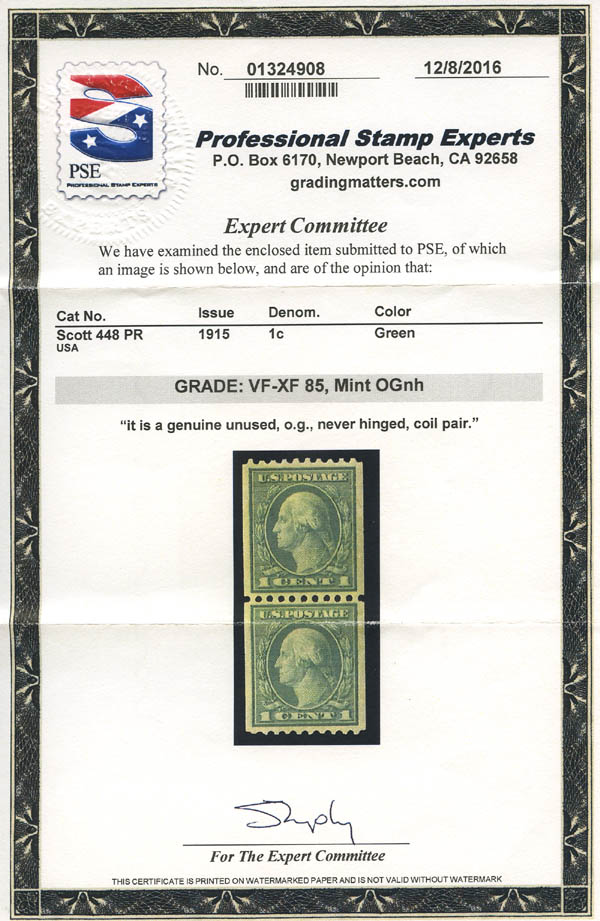 No. 01324908 12/8/2016
PSE
PROFESSIONAL STAMP EXPERTS
Professional Stamp Experts
P.O. Box 6170, Newport Beach, CA 92658
gradingmatters.com
Expert Committee
We have examined the enclosed item submitted to PSE, of which
an image is shown below, and are of the opinion that:
Cat No. Issue Denom. Color
Scott 448 PR 1915 1c Green
USA
GRADE: VF-XF 85, Mint OGnh
“it is a genuine unused, o.g., never hinged, coil pair.”
U.S. POSTAGE
1 CENT 1
U.S. POSTAGE
1 CENT 1
For The Expert Committee
THIS CERTIFICATE IS PRINTED ON WATERMARKED PAPER AND IS NOT VALID WITHOUT WATERMARK